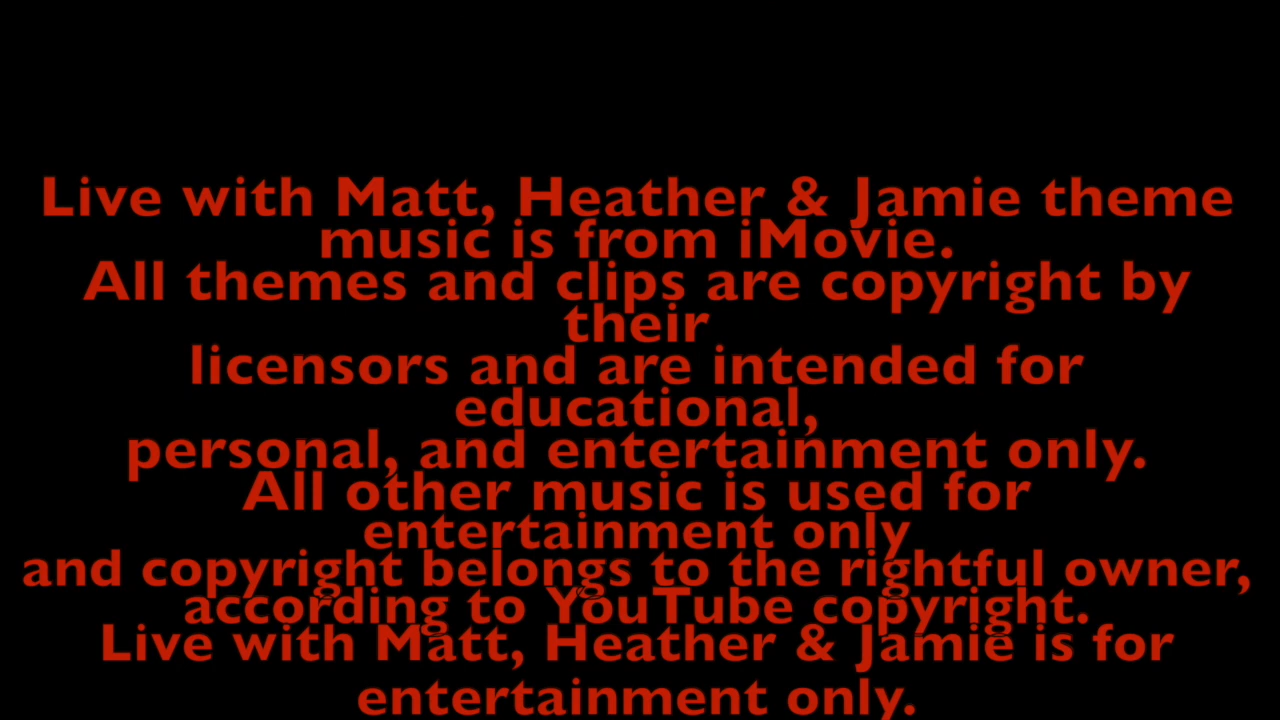 Live with Matt, Heather & Jamie theme
music is from iMovie.
All themes and clips are copyright by
their
licensors and are intended for
educational,
personal, and entertainment only.
All other music is used for
entertainment only
and copyright belongs to the rightful owner,
according to YouTube copyright.
Live with Matt, Heather & Jamie is for
entertainment only.